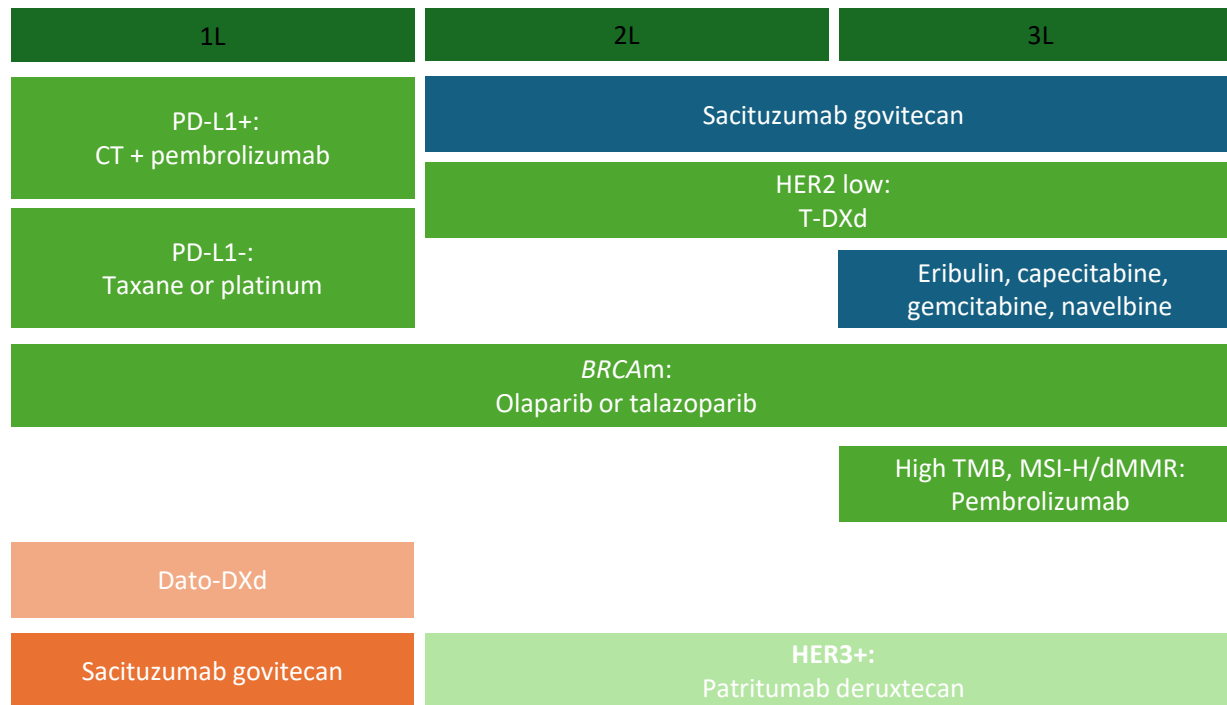 1L
2L
3L
PD-L1+:
CT + pembrolizumab
Sacituzumab govitecan
HER2 low:
T-DXd
PD-L1-:
Taxane or platinum
Eribulin, capecitabine,
gemcitabine, navelbine
BRCAm:
Olaparib or talazoparib
High TMB, MSI-H/dMMR:
Pembrolizumab
Dato-DXd
Sacituzumab govitecan
HER3+:
Patritumab deruxtecan